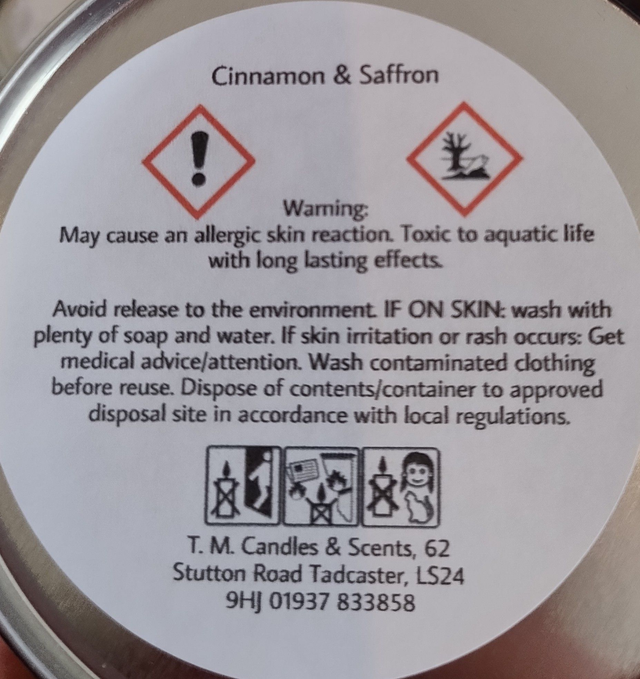 Cinnamon & Saffron
Warning:
May cause an allergic skin reaction. Toxic to aquatic life
with long lasting effects.
Avoid release to the environment. IF ON SKIN: wash with
plenty of soap and water. If skin irritation or rash occurs: Get
medical advice/attention. Wash contaminated clothing
before reuse. Dispose of contents/container to approved
disposal site in accordance with local regulations.
T. M. Candles & Scents, 62
Stutton Road Tadcaster, LS24
9HJ 01937 833858